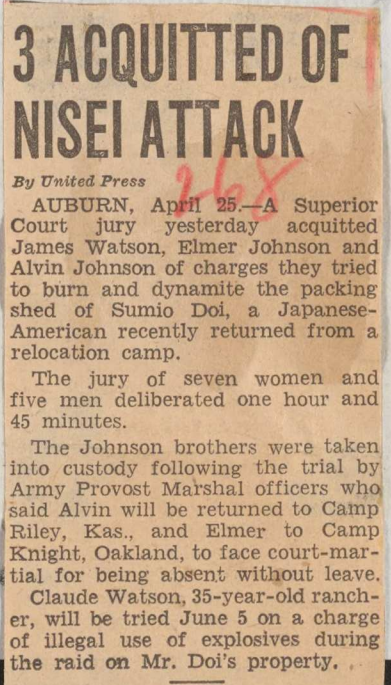 3 ACQUITTED OF
NISEI ATTACK
By United Press
268
AUBURN, April 25.—A Superior
Court jury yesterday acquitted
James Watson, Elmer Johnson and
Alvin Johnson of charges they tried
to burn and dynamite the packing
shed of Sumio Doi, a Japanese-
American recently returned from a
relocation camp.
The jury of seven women and
five men deliberated one hour and
45 minutes.
The Johnson brothers were taken
into custody following the trial by
Army Provost Marshal officers who
said Alvin will be returned to Camp
Riley, Kas., and Elmer to Camp
Knight, Oakland, to face court-mar-
tial for being absent without leave.
Claude Watson, 35-year-old ranch-
er, will be tried June 5 on a charge
of illegal use of explosives during
the raid on Mr. Doi's property.